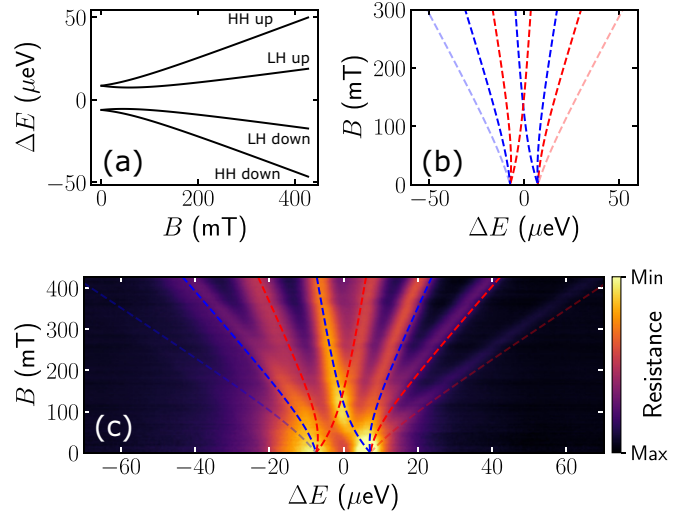 HH up
LH up
LH down
HH down
(a)
50
0
−50
0
200
400
ΔE (μeV)
B (mT)
(b)
300
200
100
0
−50
0
50
B (mT)
ΔE (μeV)
(c)
400
300
200
100
0
−60
−40
−20
0
20
40
60
B (mT)
ΔE (μeV)
Min
Resistance
Max